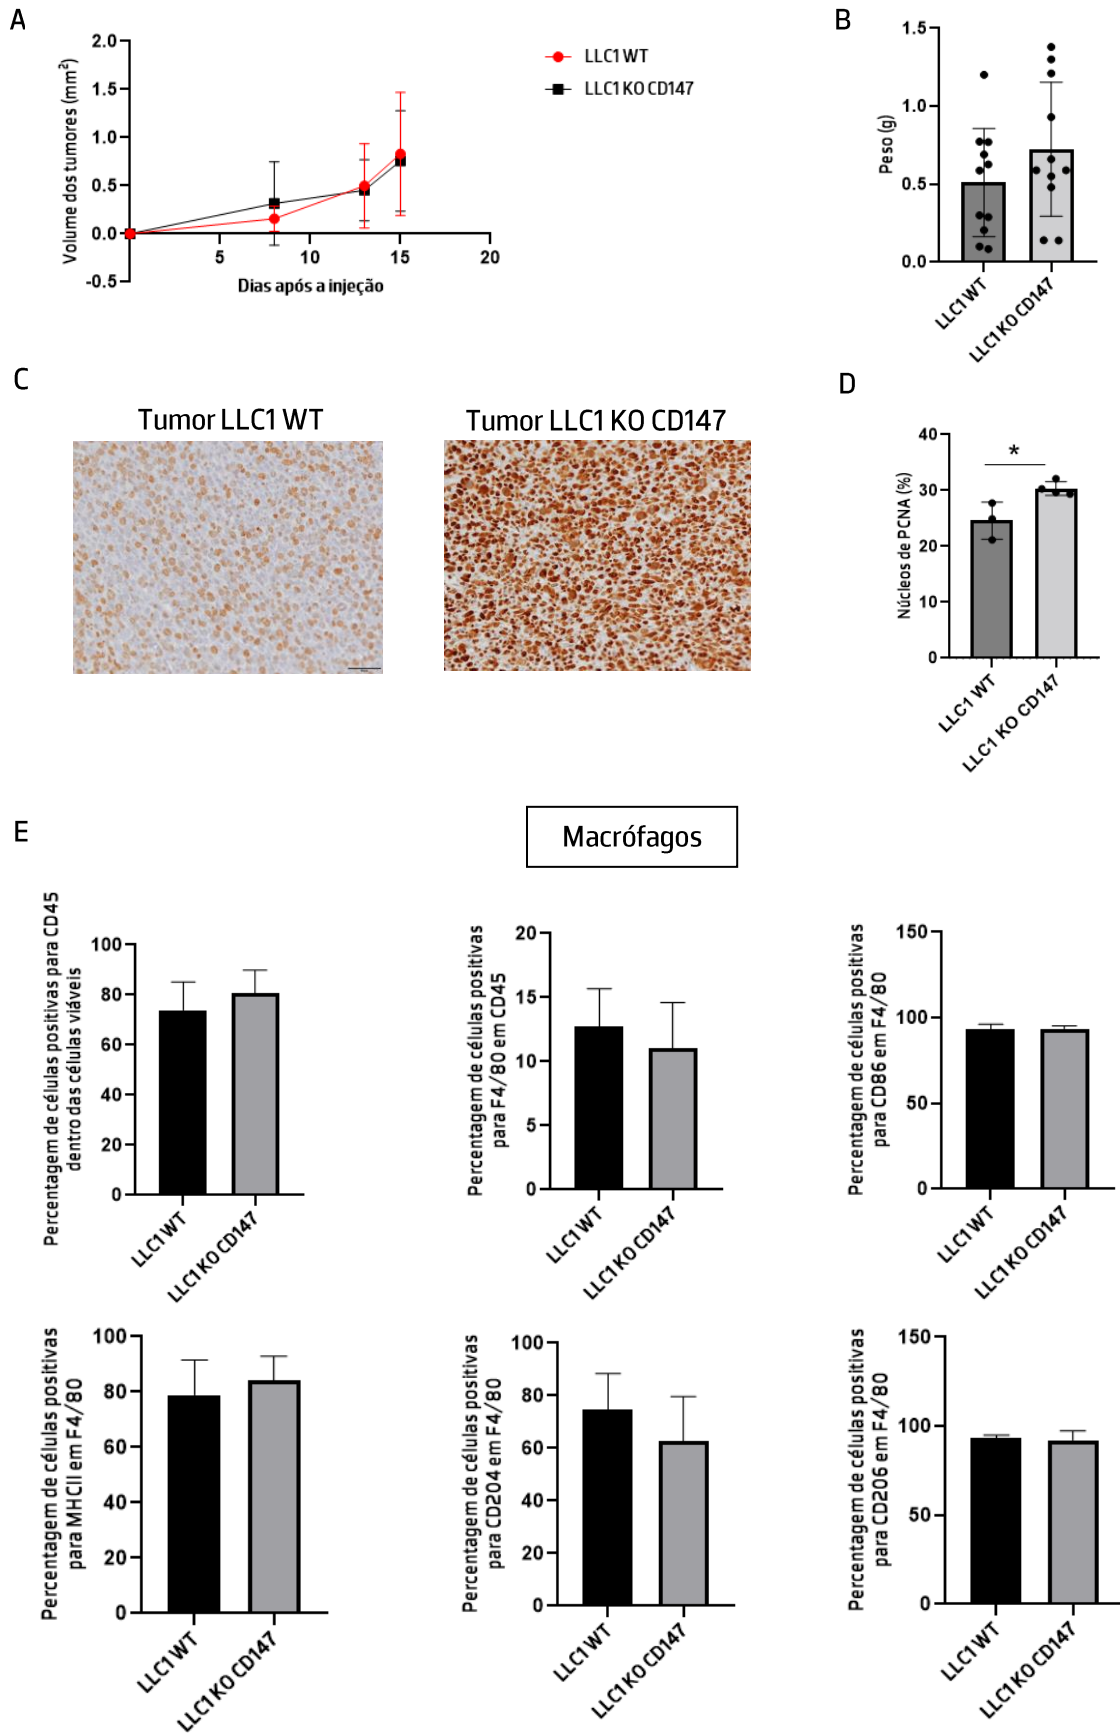 A
2.0
1.5
1.0
0.5
0.0
-0.5
5
10
15
20
Volume dos tumores (mm²)
Dias após a injeção
LLC1 WT
LLC1 KO CD147
B
1.5
1.0
0.5
0.0
Peso (g)
LLC1 WT
LLC1 KO CD147
C
Tumor LLC1 WT
Tumor LLC1 KO CD147
D
40
30
20
10
0
Núcleos de PCNA (%)
*
LLC1 WT
LLC1 KO CD147
E
Macrófagos
Percentagem de células positivas para CD45
dentro das células viáveis
100
80
60
40
20
0
LLC1 WT
LLC1 KO CD147
Percentagem de células positivas
para F4/80 em CD45
20
15
10
5
0
LLC1 WT
LLC1 KO CD147
Percentagem de células positivas
para CD86 em F4/80
150
100
50
0
LLC1 WT
LLC1 KO CD147
Percentagem de células positivas
para MHCII em F4/80
100
80
60
40
20
0
LLC1 WT
LLC1 KO CD147
Percentagem de células positivas
para CD204 em F4/80
100
80
60
40
20
0
LLC1 WT
LLC1 KO CD147
Percentagem de células positivas
para CD206 em F4/80
150
100
50
0
LLC1 WT
LLC1 KO CD147